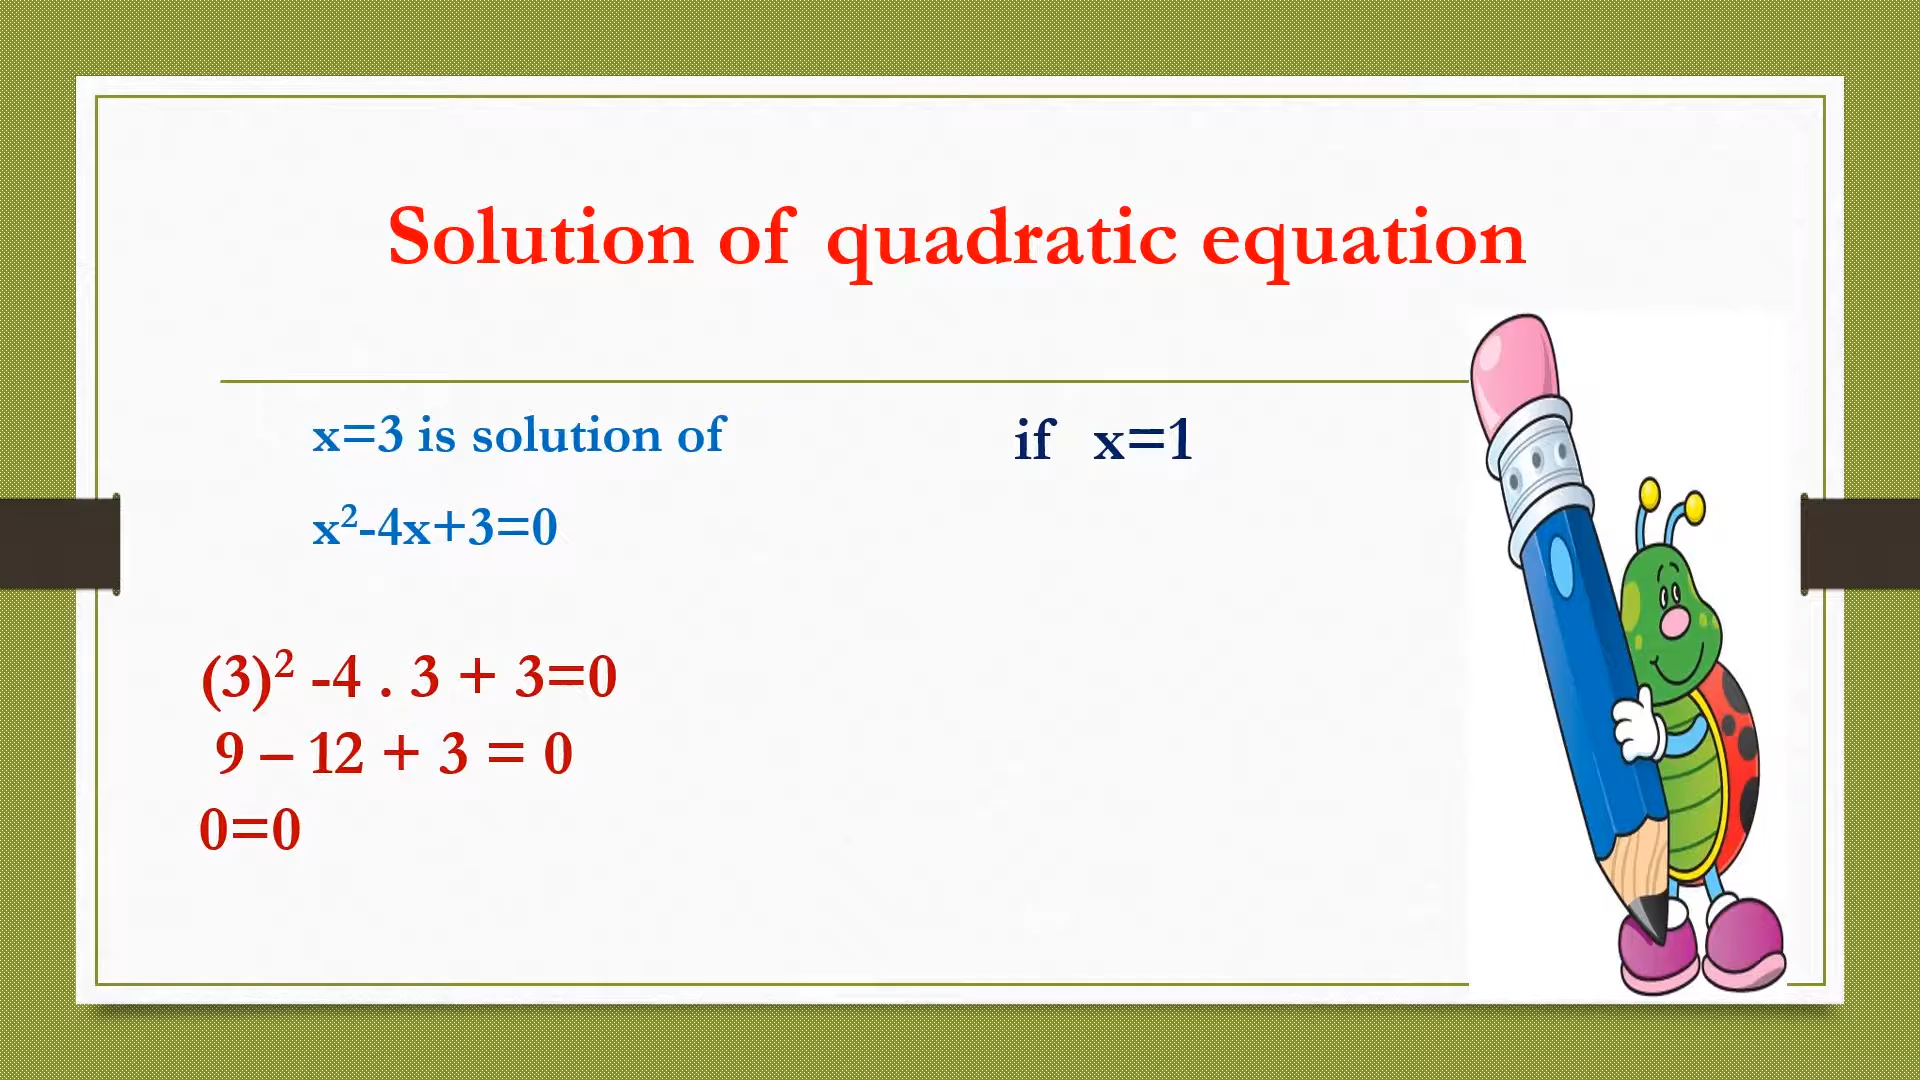 Solution of quadratic equation
x=3 is solution of
x²-4x+3=0
(3)² -4 . 3 + 3=0
9 – 12 + 3 = 0
0=0
if x=1